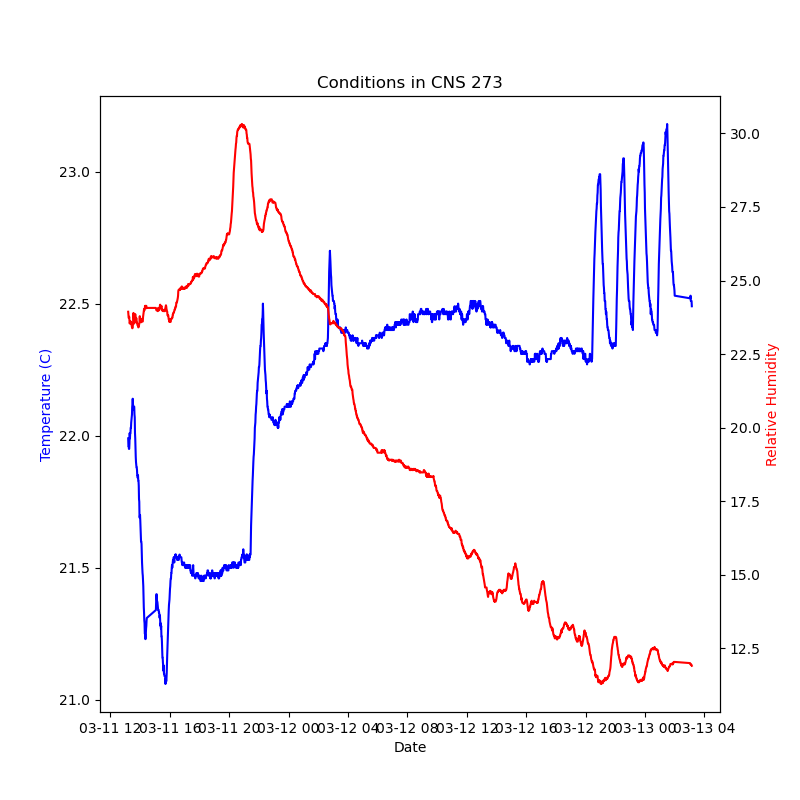 Conditions in CNS 273
23.0
22.5
22.0
21.5
21.0
Temperature (C)
30.0
27.5
25.0
22.5
20.0
17.5
15.0
12.5
Relative Humidity
03-11 12 03-11 16 03-11 20 03-12 00 03-12 04 03-12 08 03-12 12 03-12 16 03-12 20 03-13 00 03-13 04
Date